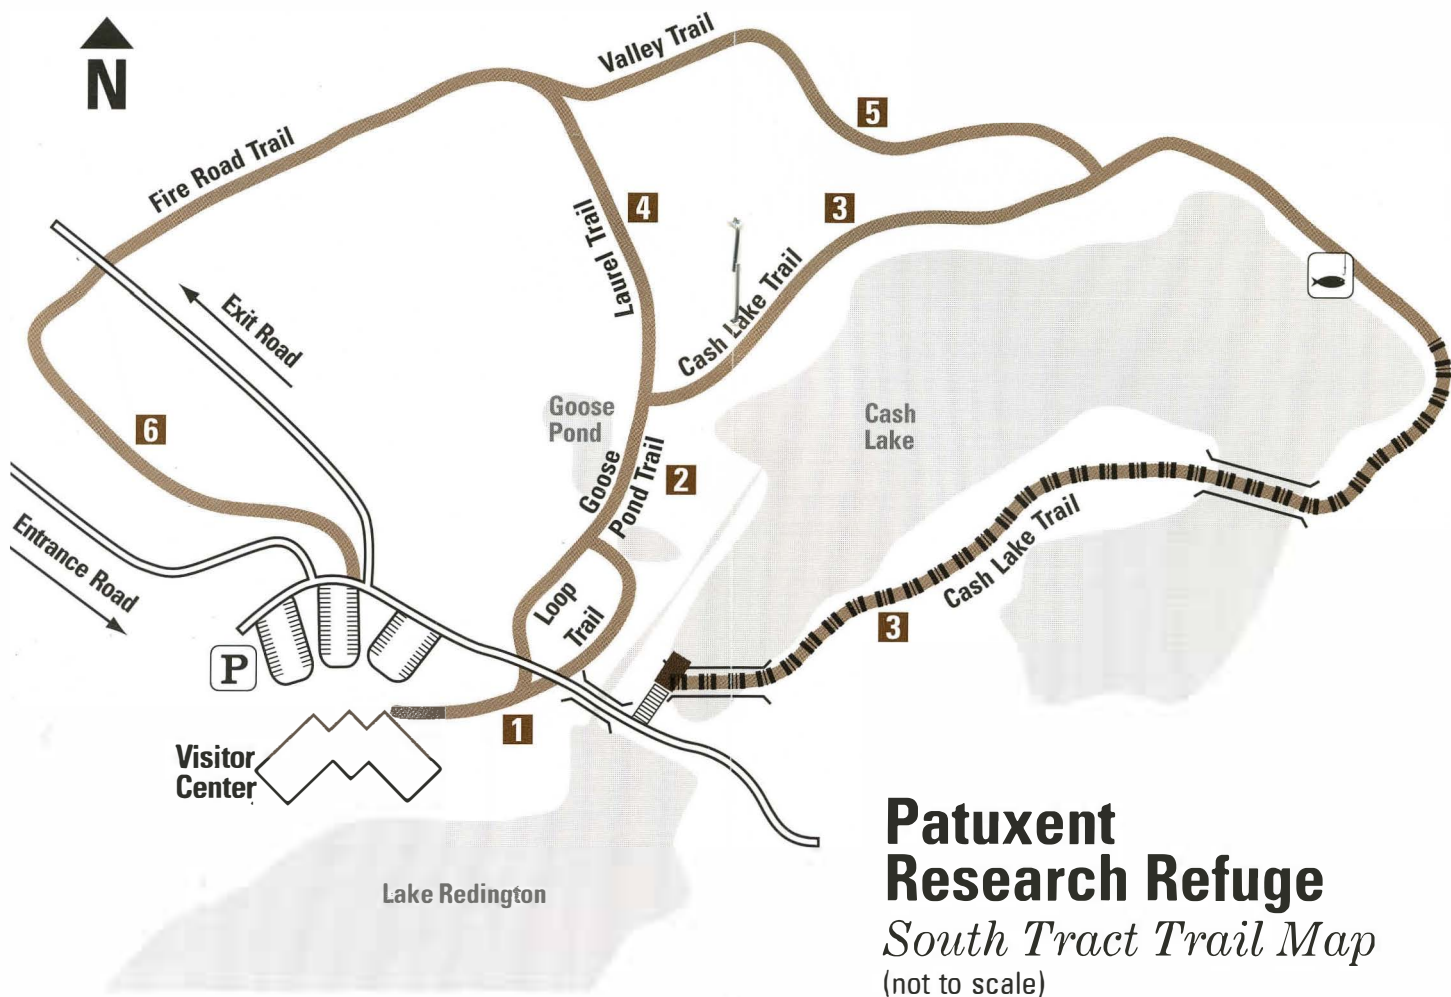 N
Valley Trail
5
Fire Road Trail
4
3
Laurel Trail
Exit Road
Cash Lake Trail
Goose
Pond
Cash
Lake
6
Goose
Pond Trail
2
Entrance Road
Cash Lake Trail
Loop
Trail
3
P
1
Visitor
Center
Lake Redington
Patuxent
Research Refuge
South Tract Trail Map
(not to scale)